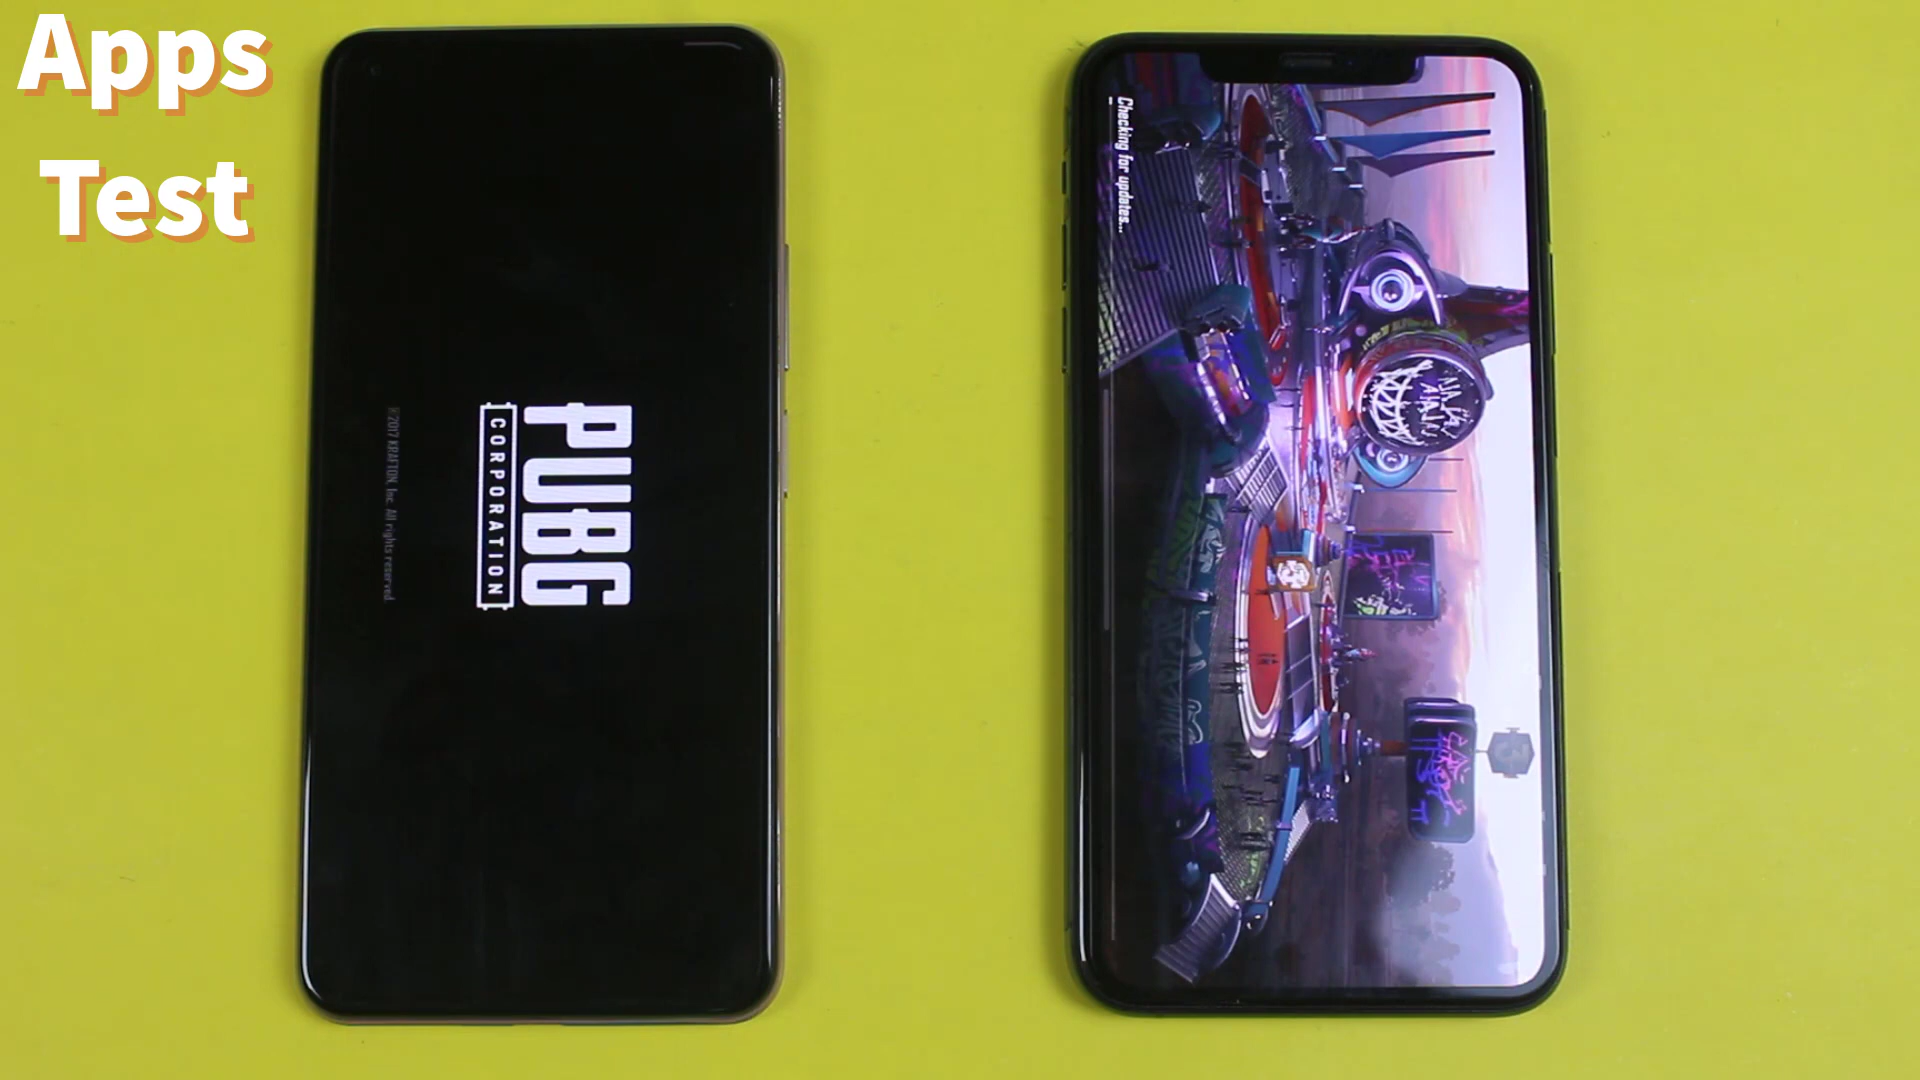 Apps
Test
PUBG
CORPORATION
©2017 KRAFTON, Inc. All rights reserved.
Checking for updates...